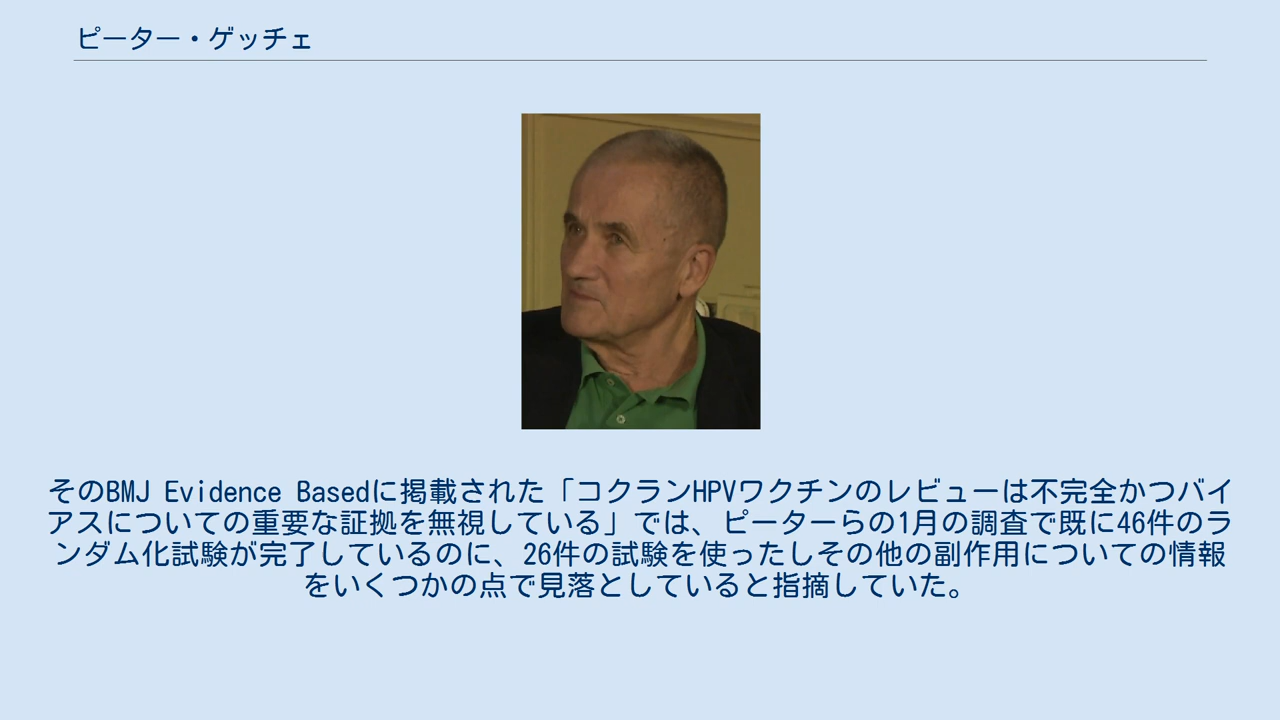 ピーター・ゲッチェ
そのBMJ Evidence Basedに掲載された「コクランHPVワクチンのレビューは不完全かつバイ
アスについての重要な証拠を無視している」では、ピーターらの1月の調査で既に46件のラ
ンダム化試験が完了しているのに、26件の試験を使ったしその他の副作用についての情報
をいくつかの点で見落としていると指摘していた。